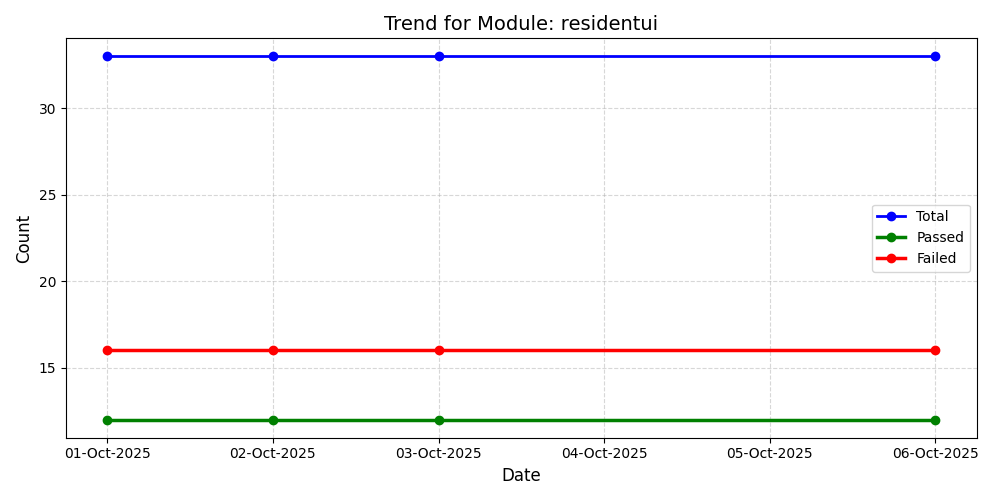 Trend for Module: residentui
Count
30
25
20
15
Total
Passed
Failed
01-Oct-2025 02-Oct-2025 03-Oct-2025 04-Oct-2025 05-Oct-2025 06-Oct-2025
Date